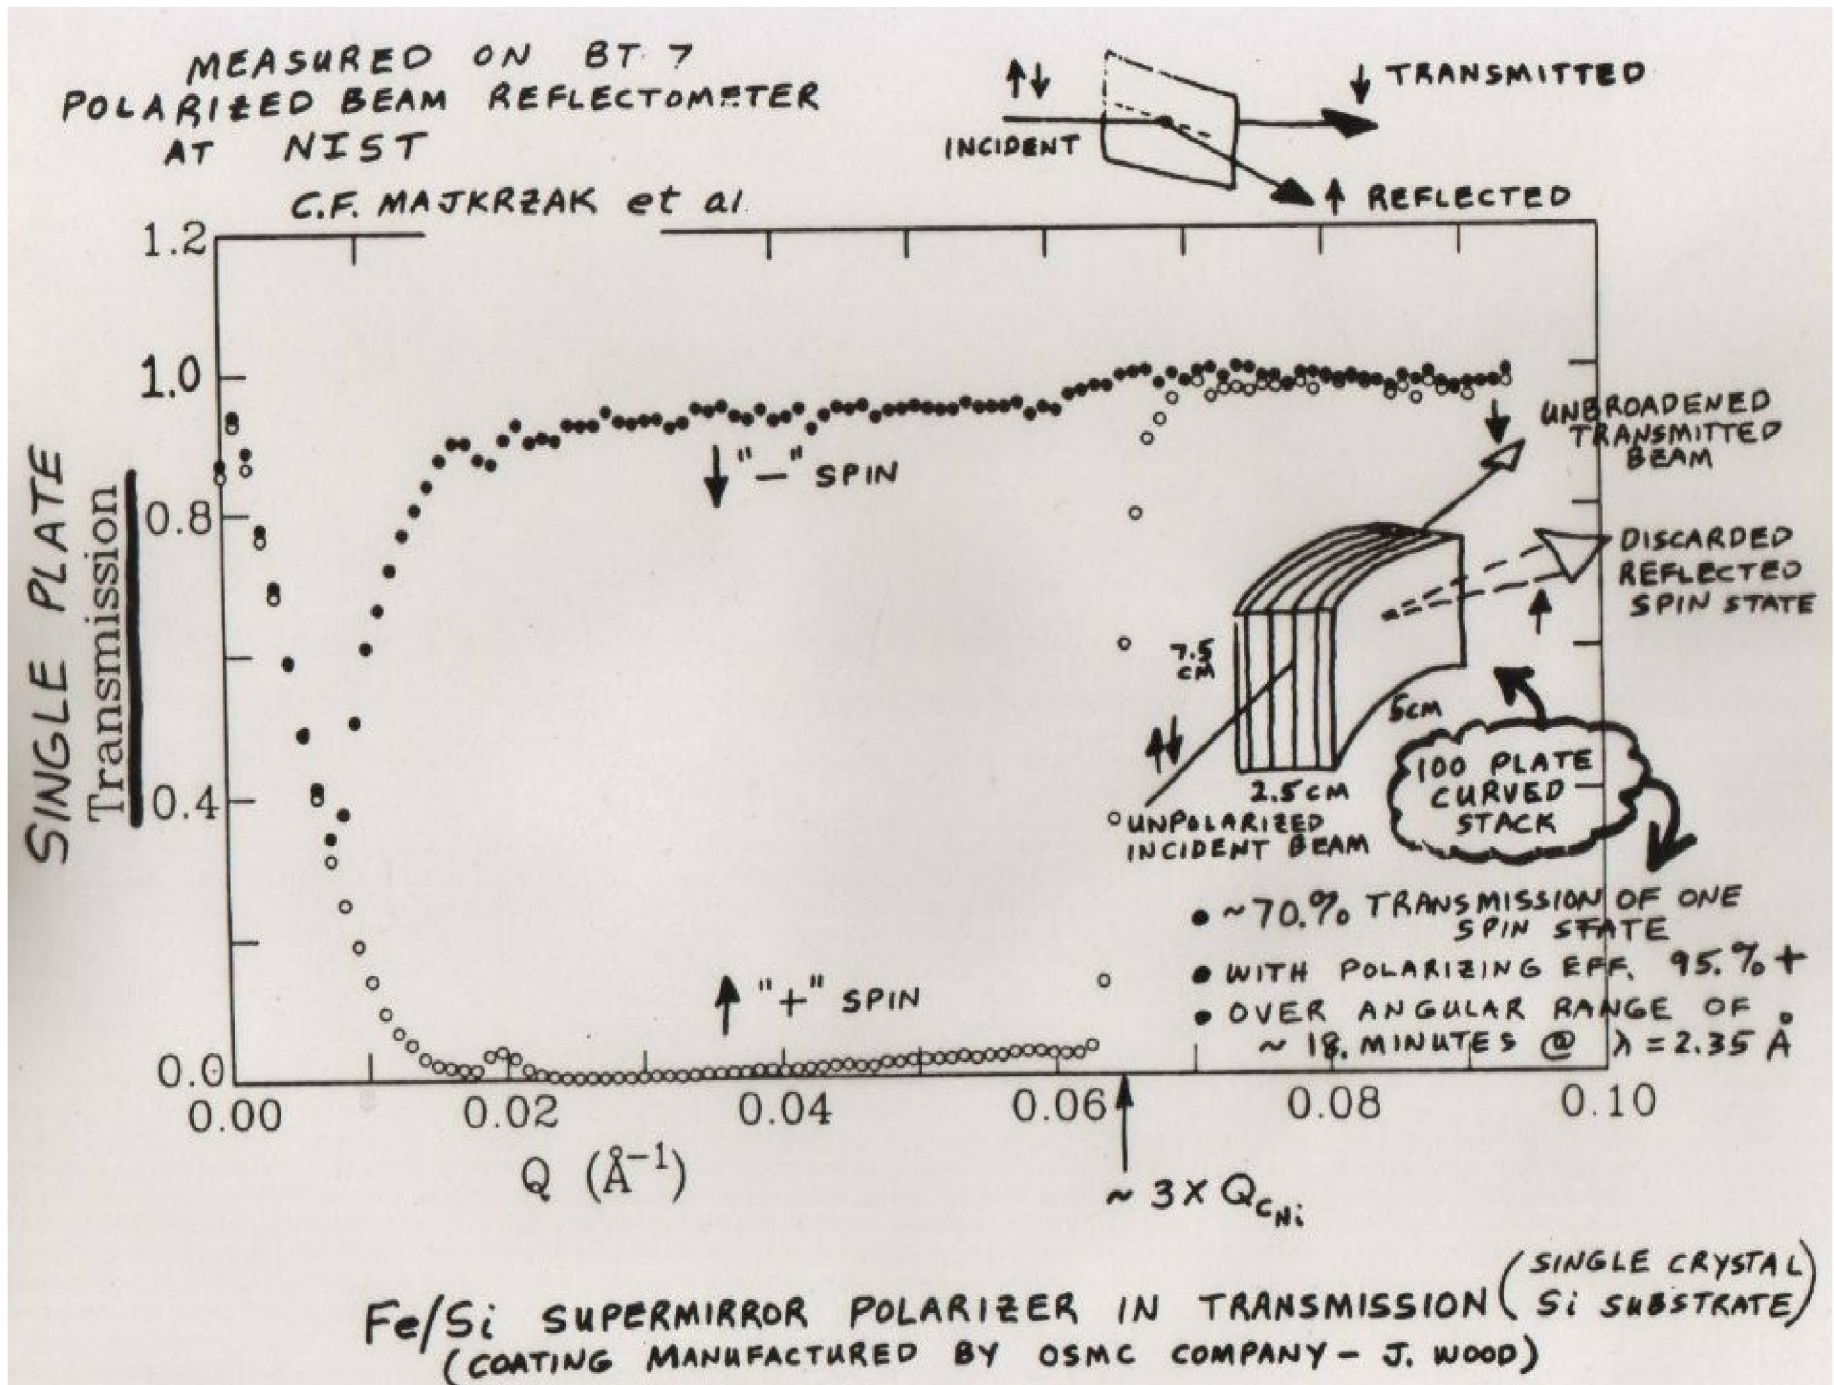 MEASURED ON BT 7
POLARIZED BEAM REFLECTOMETER
AT NIST
C.F. MAJKRZAK et al.
↑↓
INCIDENT
↓ TRANSMITTED
↑ REFLECTED
1.2
1.0
0.8
0.4
0.0
SINGLE PLATE
Transmission
↓ "−" SPIN
↑ "+" SPIN
↓ UNBROADENED
TRANSMITTED
BEAM
DISCARDED
REFLECTED
SPIN STATE
↑
7.5
CM
5CM
2.5CM
↑↓
UNPOLARIZED
INCIDENT BEAM
100 PLATE
CURVED
STACK
• ~70.% TRANSMISSION OF ONE
SPIN STATE
• WITH POLARIZING EFF. 95.%+
• OVER ANGULAR RANGE OF
~ 18. MINUTES @ λ = 2.35 Å
0.00 0.02 0.04 0.06 0.08 0.10
Q (Å⁻¹)
~ 3 X Q_CNi
Fe/Si SUPERMIRROR POLARIZER IN TRANSMISSION (SINGLE CRYSTAL
Si SUBSTRATE)
(COATING MANUFACTURED BY OSMC COMPANY – J. WOOD)